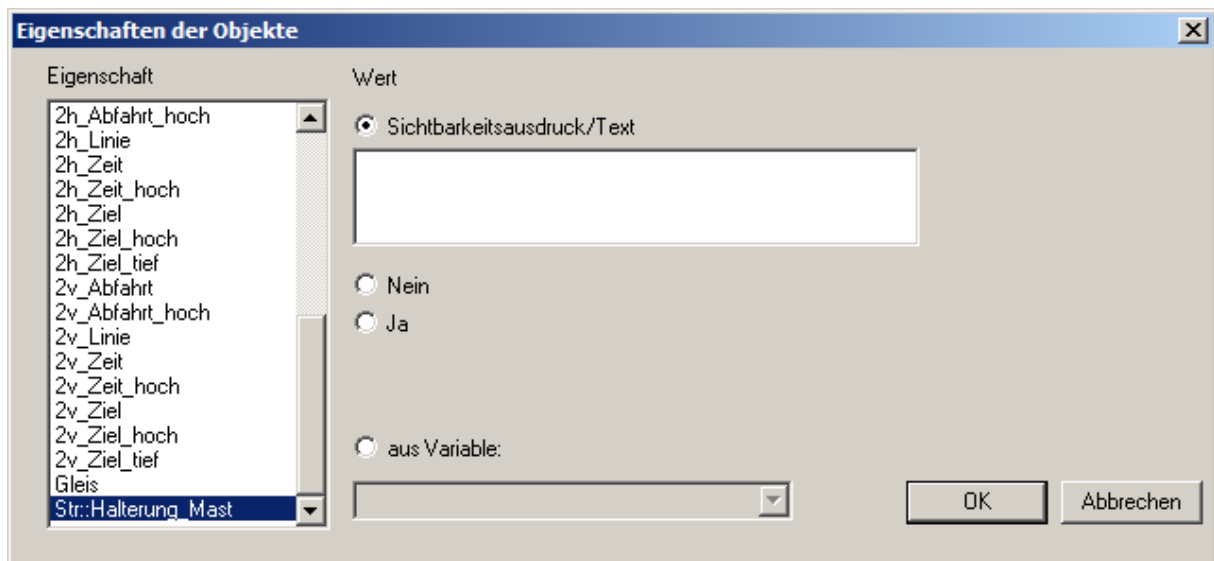 Eigenschaften der Objekte
Eigenschaft
2h_Abfahrt_hoch
2h_Linie
2h_Zeit
2h_Zeit_hoch
2h_Ziel
2h_Ziel_hoch
2h_Ziel_tief
2v_Abfahrt
2v_Abfahrt_hoch
2v_Linie
2v_Zeit
2v_Zeit_hoch
2v_Ziel
2v_Ziel_hoch
2v_Ziel_tief
Gleis
Str::Halterung_Mast
Wert
Sichtbarkeitsausdruck/Text
Nein
Ja
aus Variable:
OK
Abbrechen